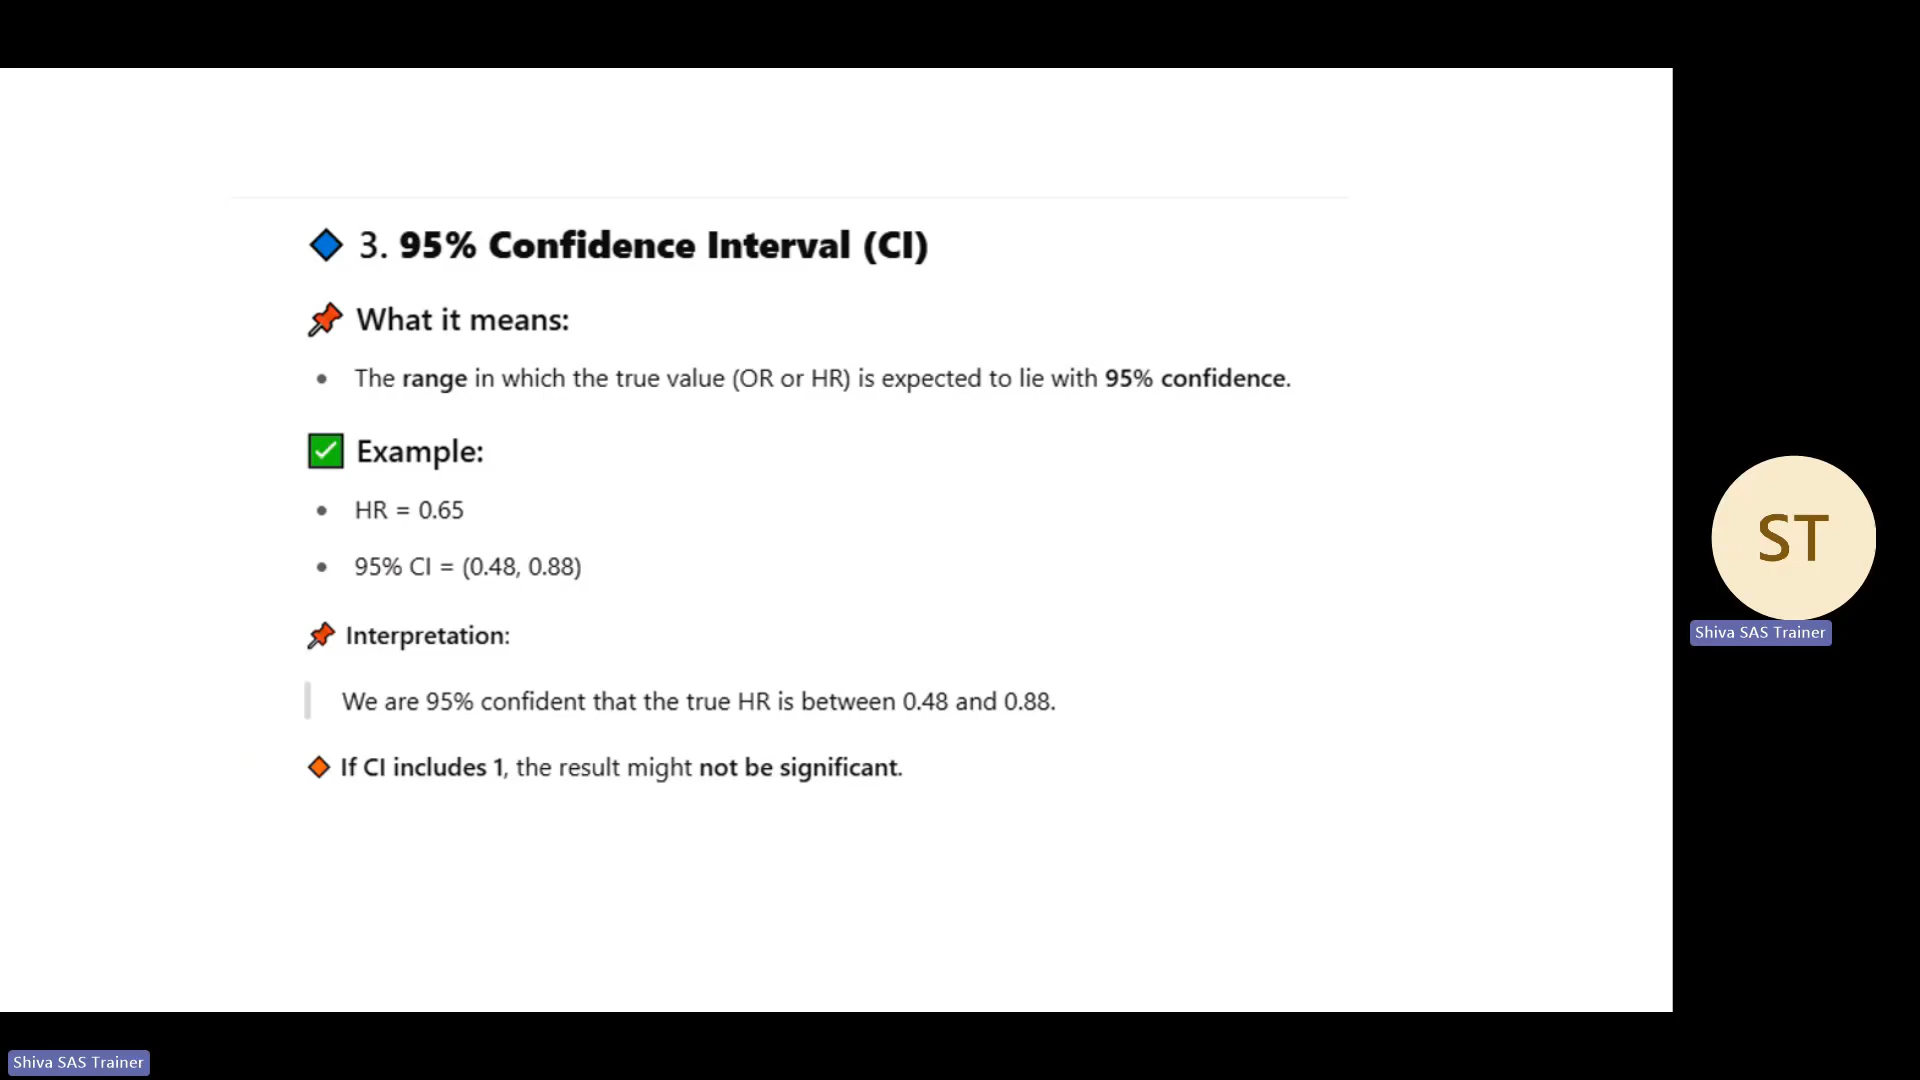 3. 95% Confidence Interval (CI)
What it means:
• The range in which the true value (OR or HR) is expected to lie with 95% confidence.
Example:
• HR = 0.65
• 95% CI = (0.48, 0.88)
Interpretation:
We are 95% confident that the true HR is between 0.48 and 0.88.
If CI includes 1, the result might not be significant.
ST
Shiva SAS Trainer
Shiva SAS Trainer